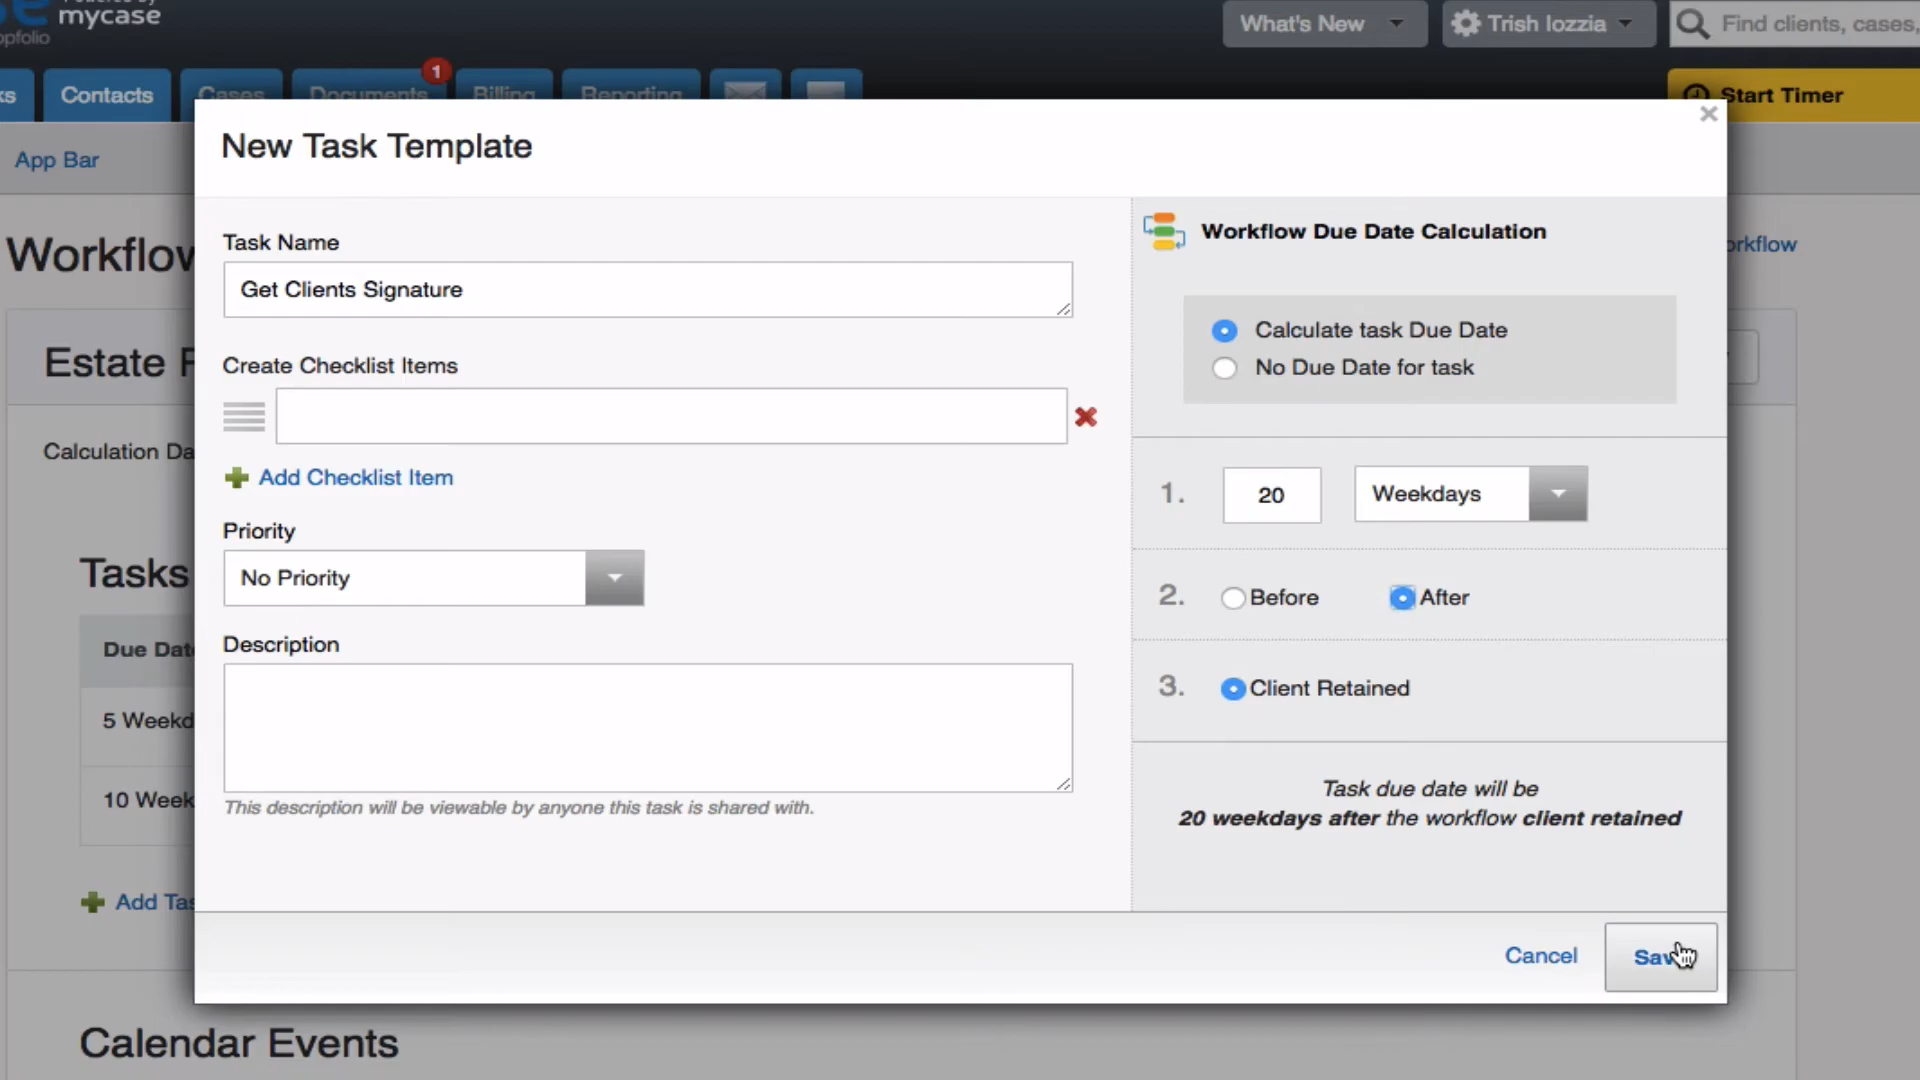 mycase
What's New
Trish Iozzia
Find clients, cases,
1
Contacts
Cases
Documents
Billing
Reporting
Start Timer
App Bar
New Task Template
Workflow
Task Name
Get Clients Signature
Create Checklist Items
Add Checklist Item
Priority
No Priority
Description
This description will be viewable by anyone this task is shared with.
Workflow Due Date Calculation
Calculate task Due Date
No Due Date for task
1.
20
Weekdays
2.
Before
After
3.
Client Retained
Task due date will be
20 weekdays after the workflow client retained
Cancel
Estate
Calculation
Tasks
Due Date
5 Weekd
10 Week
Add Tas
Calendar Events